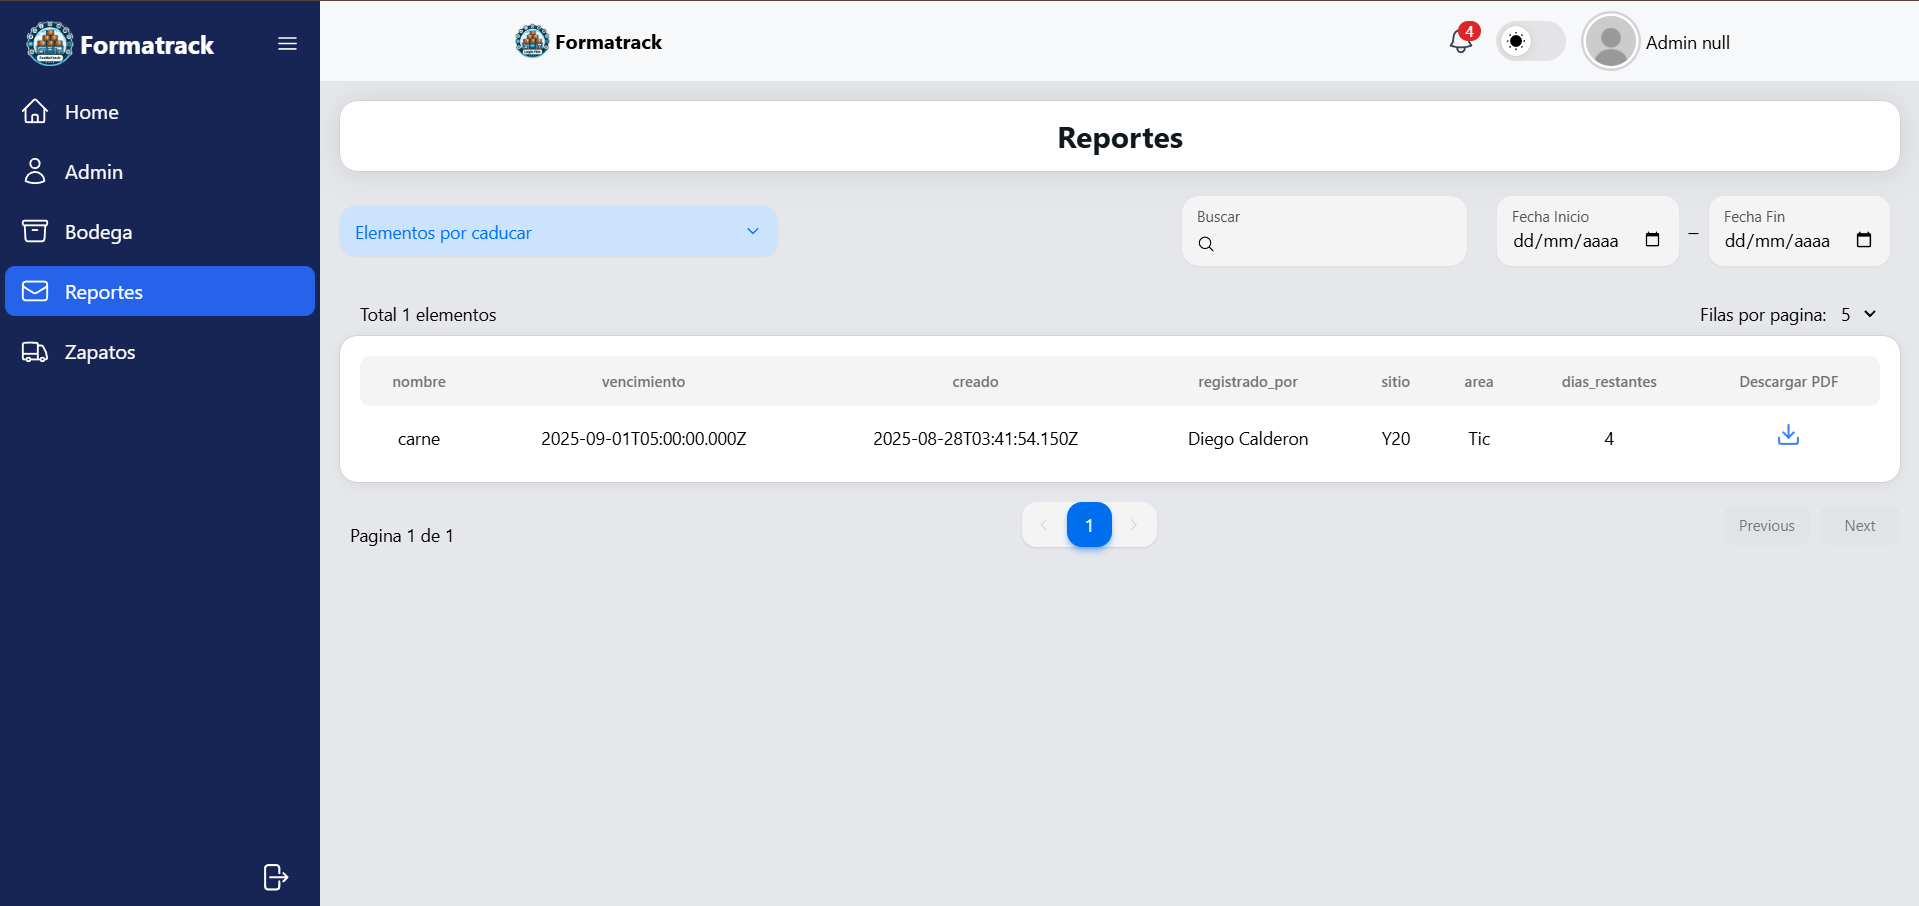 Formatrack
Home
Admin
Bodega
Reportes
Zapatos
Formatrack
4
Admin null
Reportes
Elementos por caducar
Buscar
Fecha Inicio
dd/mm/aaaa
–
Fecha Fin
dd/mm/aaaa
Total 1 elementos
Filas por pagina: 5
nombre vencimiento creado registrado_por sitio area dias_restantes Descargar PDF
carne 2025-09-01T05:00:00.000Z 2025-08-28T03:41:54.150Z Diego Calderon Y20 Tic 4
Pagina 1 de 1
1
Previous
Next